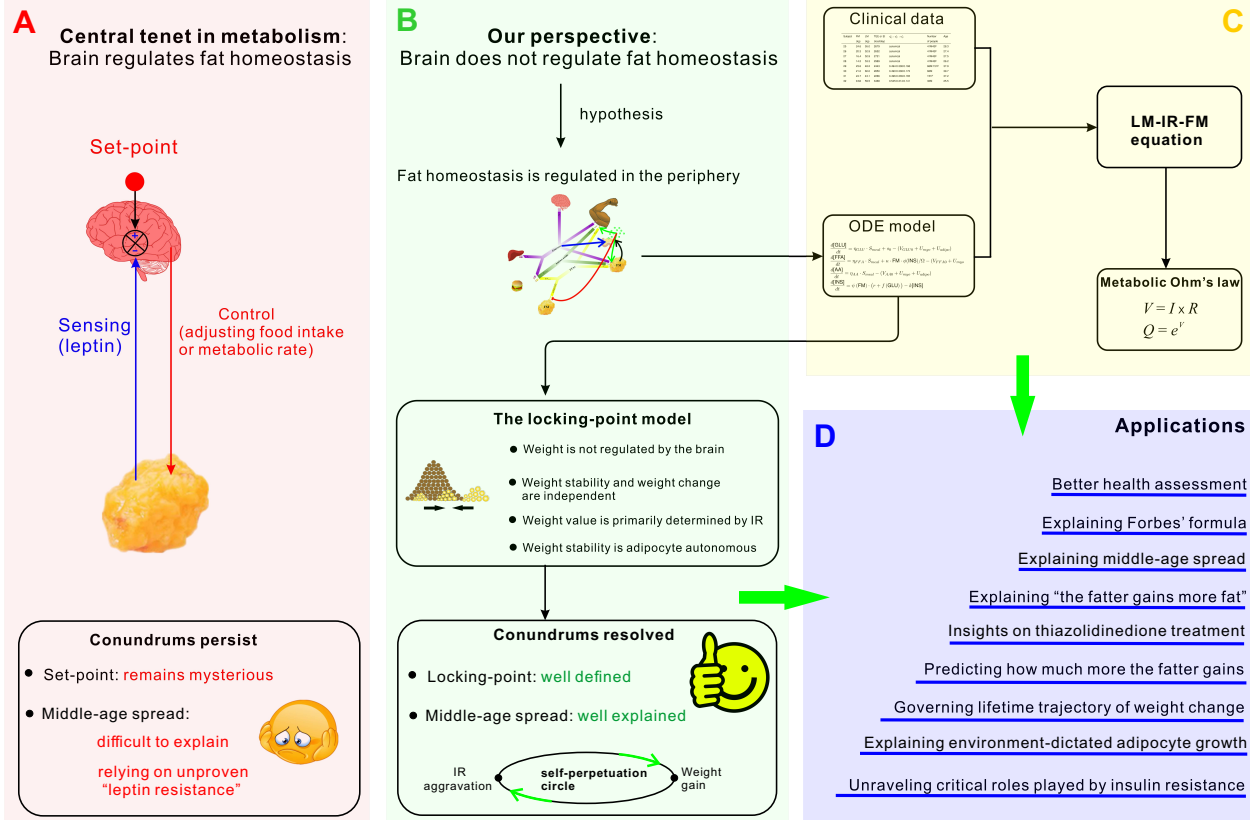 A
Central tenet in metabolism:
Brain regulates fat homeostasis
Set-point
+
−
Sensing
(leptin)
Control
(adjusting food intake
or metabolic rate)
Conundrums persist
Set-point: remains mysterious
Middle-age spread:
difficult to explain
relying on unproven
“leptin resistance”
B
Our perspective:
Brain does not regulate fat homeostasis
hypothesis
Fat homeostasis is regulated in the periphery
The locking-point model
Weight is not regulated by the brain
Weight stability and weight change
are independent
Weight value is primarily determined by IR
Weight stability is adipocyte autonomous
Conundrums resolved
Locking-point: well defined
Middle-age spread: well explained
IR
aggravation
self-perpetuation
circle
Weight
gain
C
Clinical data
ODE model
LM-IR-FM
equation
Metabolic Ohm’s law
V = I x R
Q = e^V
D
Applications
Better health assessment
Explaining Forbes’ formula
Explaining middle-age spread
Explaining “the fatter gains more fat”
Insights on thiazolidinedione treatment
Predicting how much more the fatter gains
Governing lifetime trajectory of weight change
Explaining environment-dictated adipocyte growth
Unraveling critical roles played by insulin resistance